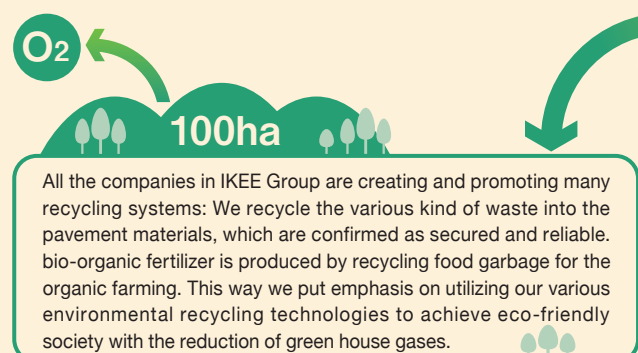 O2
100ha
All the companies in IKEE Group are creating and promoting many
recycling systems: We recycle the various kind of waste into the
pavement materials, which are confirmed as secured and reliable.
bio-organic fertilizer is produced by recycling food garbage for the
organic farming. This way we put emphasis on utilizing our various
environmental recycling technologies to achieve eco-friendly
society with the reduction of green house gases.